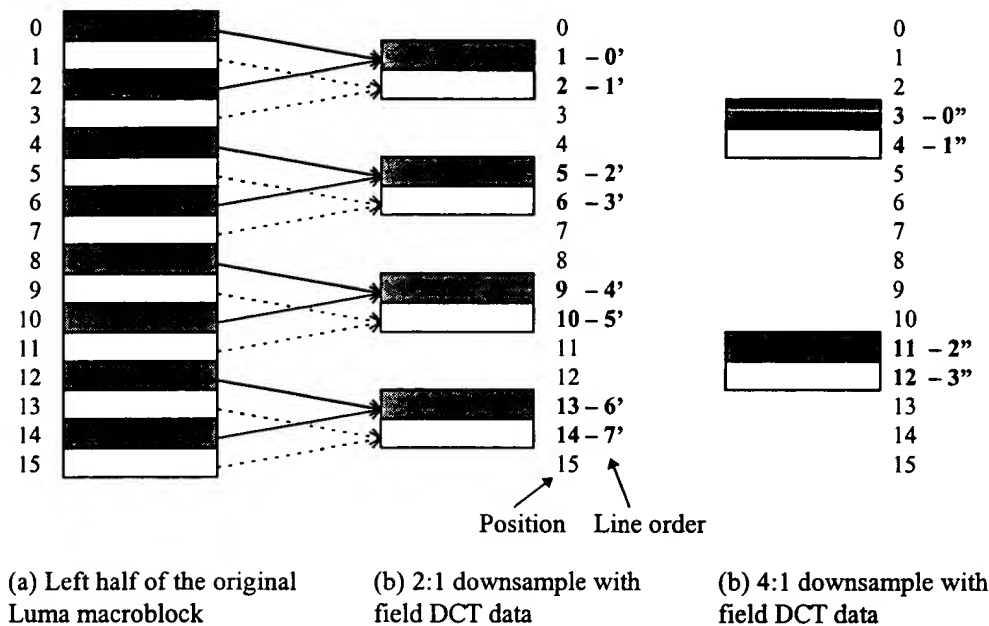 0 0 0
1 1 – 0' 1
2 2 – 1' 2
3 3 3 – 0”
4 4 4 – 1”
5 5 – 2' 5
6 6 – 3' 6
7 7 7
8 8 8
9 9 – 4' 9
10 10 – 5' 10
11 11 11 – 2”
12 12 12 – 3”
13 13 – 6' 13
14 14 – 7' 14
15 15 15
Position Line order
(a) Left half of the original (b) 2:1 downsample with (b) 4:1 downsample with
Luma macroblock field DCT data field DCT data